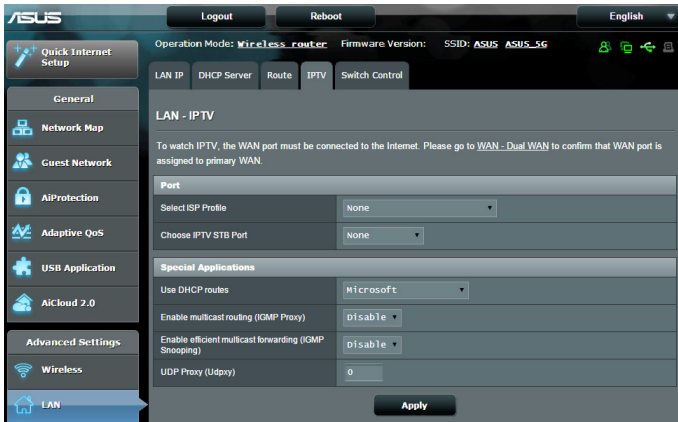 ASUS
Logout
Reboot
English
Quick Internet
Setup
Operation Mode: Wireless router Firmware Version: SSID: ASUS ASUS_5G
LAN IP
DHCP Server
Route
IPTV
Switch Control
General
Network Map
Guest Network
AiProtection
Adaptive QoS
USB Application
AiCloud 2.0
Advanced Settings
Wireless
LAN
LAN - IPTV
To watch IPTV, the WAN port must be connected to the Internet. Please go to WAN - Dual WAN to confirm that WAN port is
assigned to primary WAN.
Port
Select ISP Profile
None
Choose IPTV STB Port
None
Special Applications
Use DHCP routes
Microsoft
Enable multicast routing (IGMP Proxy)
Disable
Enable efficient multicast forwarding (IGMP
Snooping)
Disable
UDP Proxy (Udpxy)
0
Apply